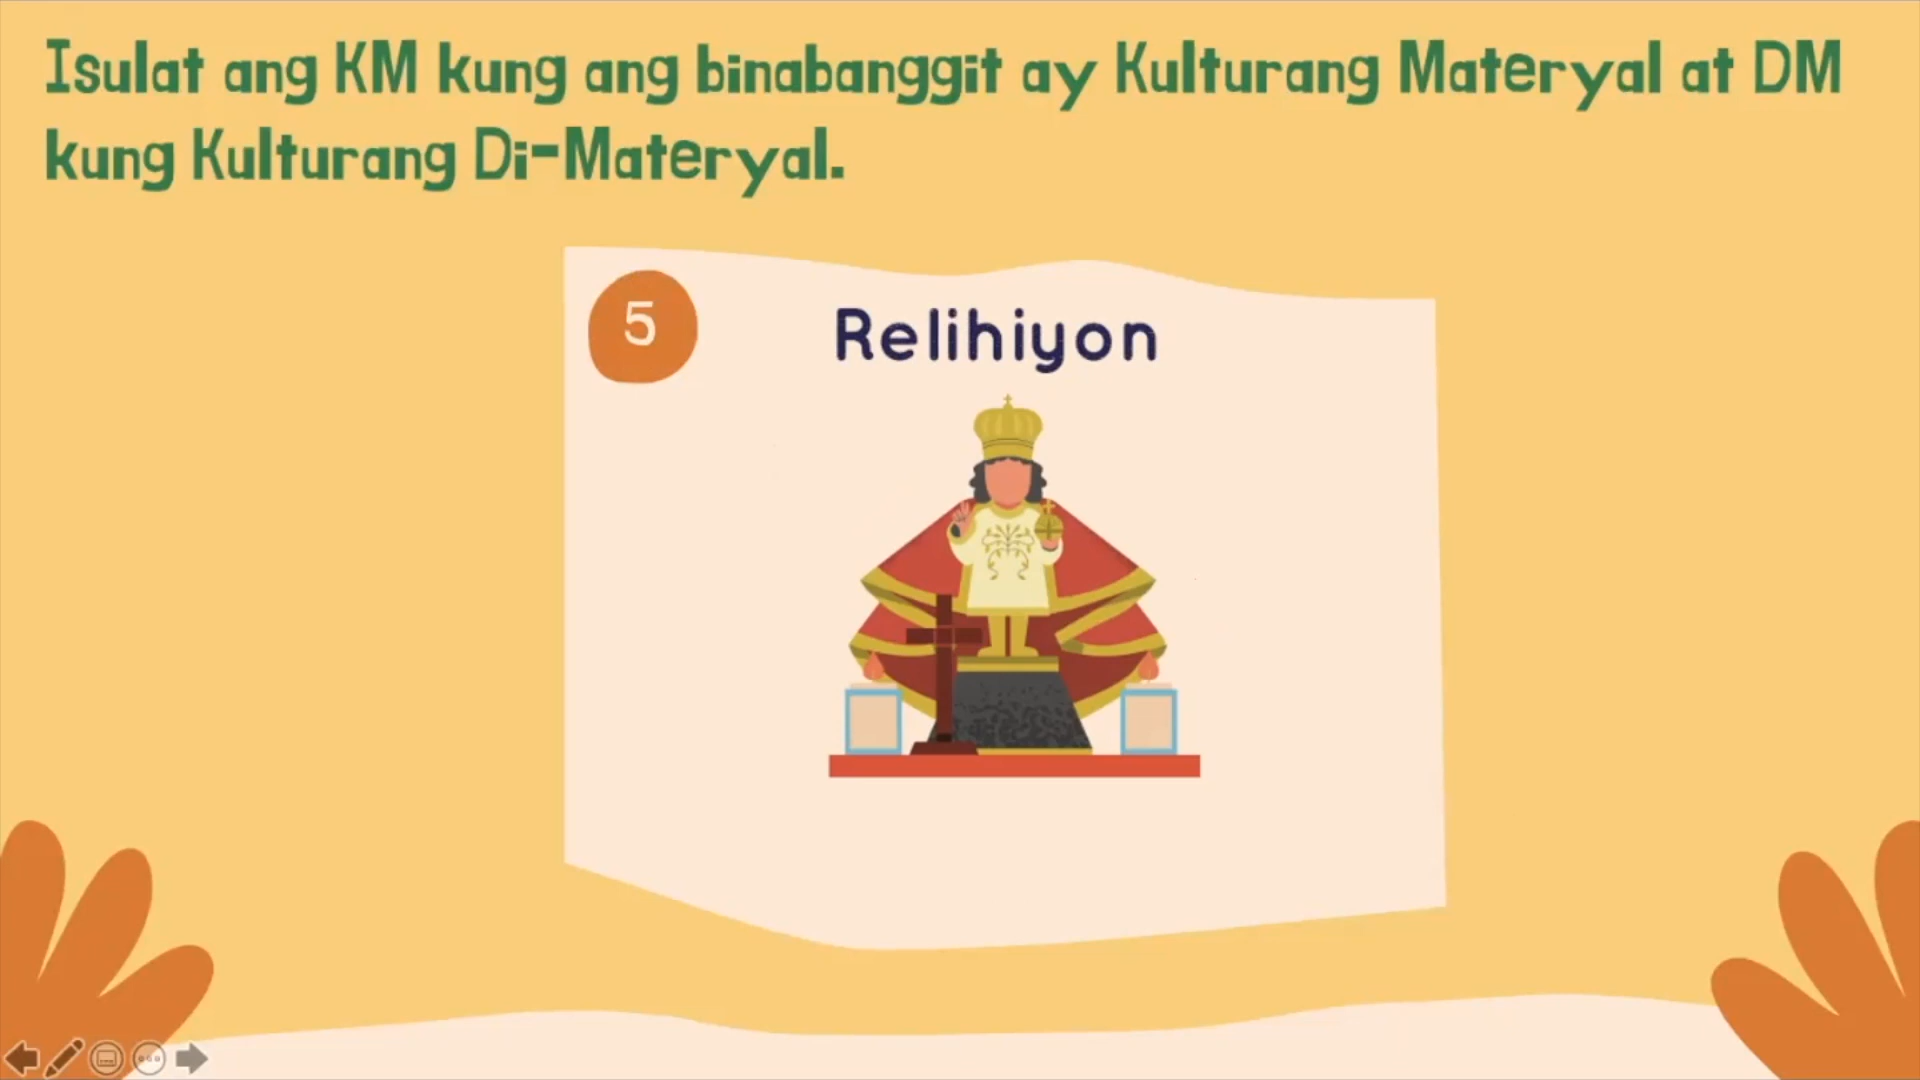 Isulat ang KM kung ang binabanggit ay Kulturang Materyal at DM
kung Kulturang Di-Materyal.
5
Relihiyon